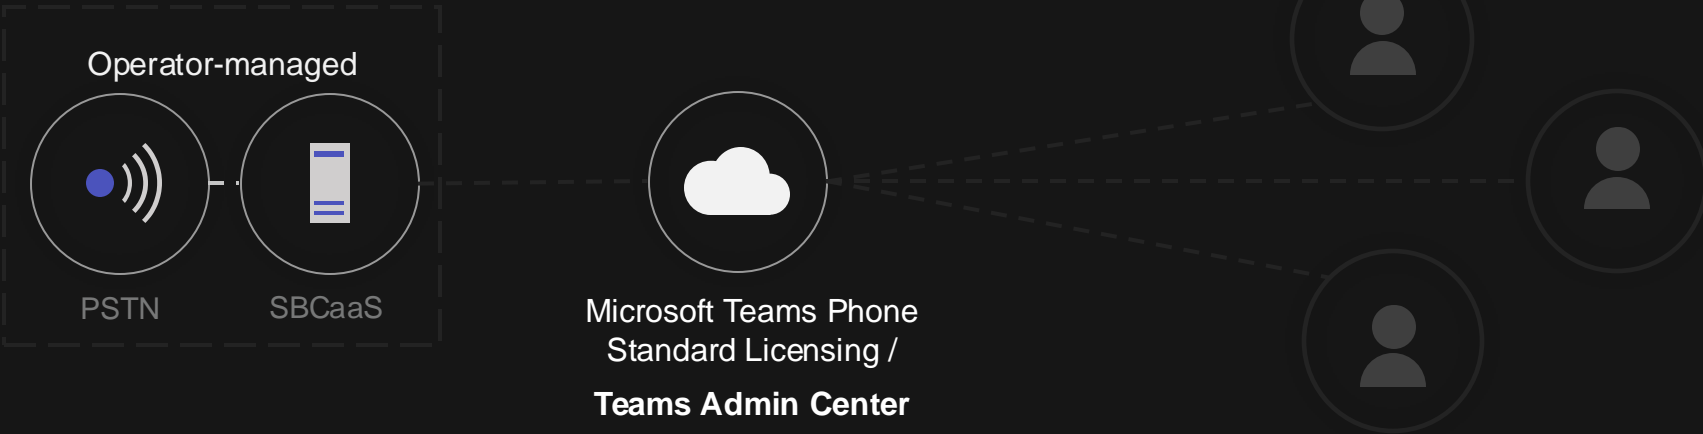 Operator-managed
PSTN
SBCaaS
Microsoft Teams Phone
Standard Licensing /
Teams Admin Center